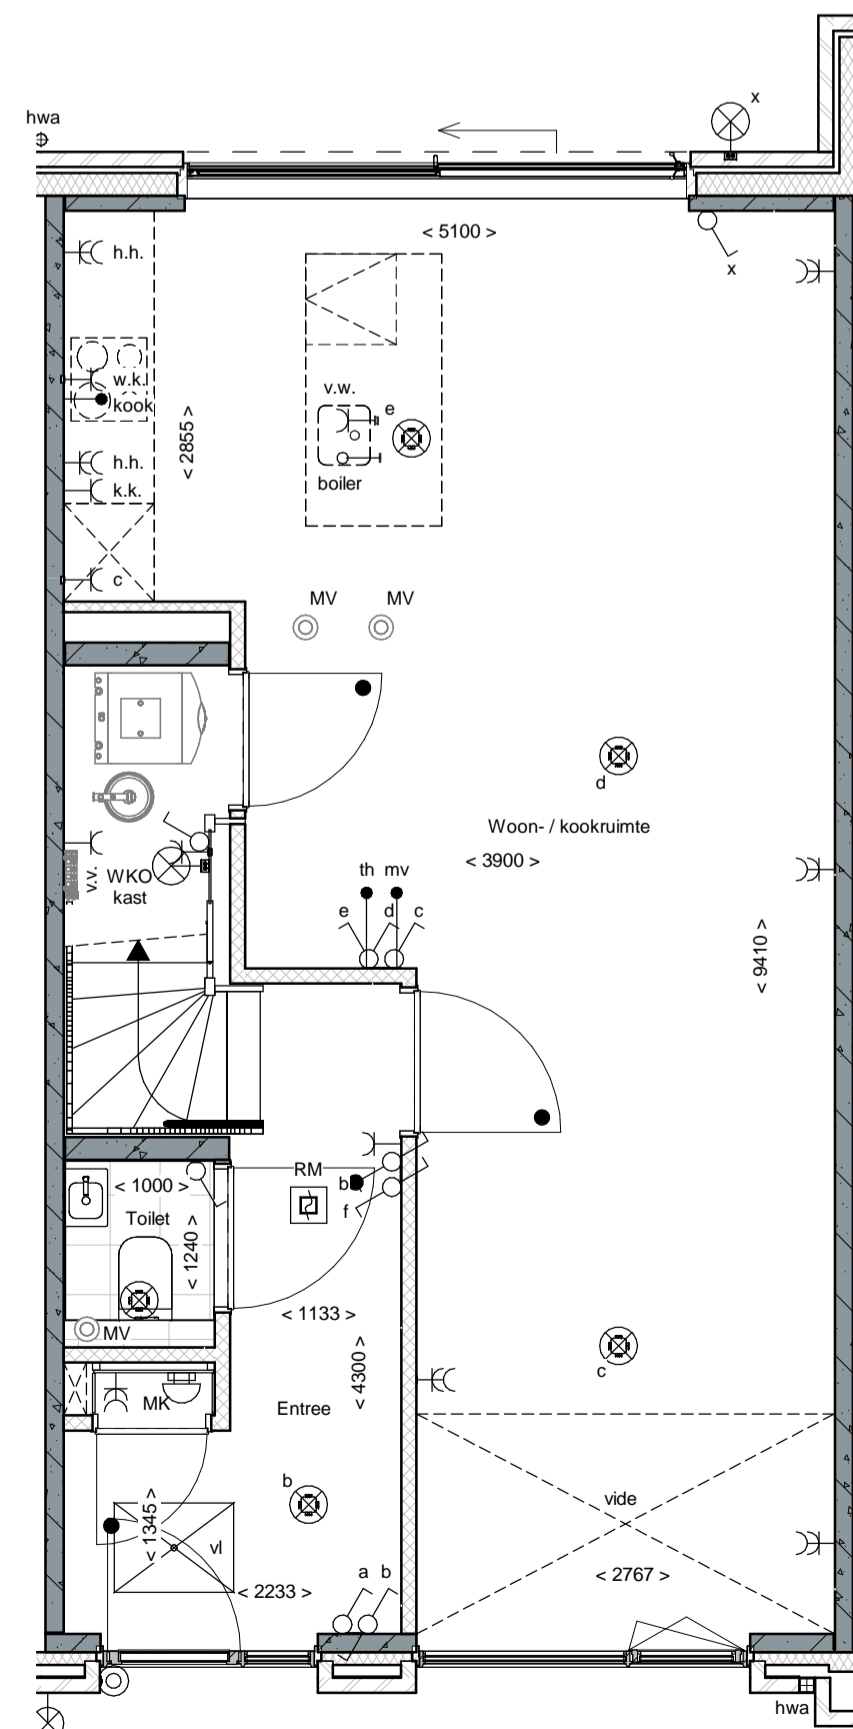 hwa
x
< 5100 >
x
h.h.
w.k.
kook
v.w.
e
< 2855 >
h.h.
k.k.
boiler
c
MV MV
d
Woon- / kookruimte
< 3900 >
v.v.
WKO
kast
th mv
e d c
< 9410 >
RM
b
f
< 1000 >
Toilet
< 1240 >
< 1133 >
MV
c
< 4300 >
MK
Entree
b
vide
< 1345 >
vl
a b
< 2233 >
< 2767 >
hwa